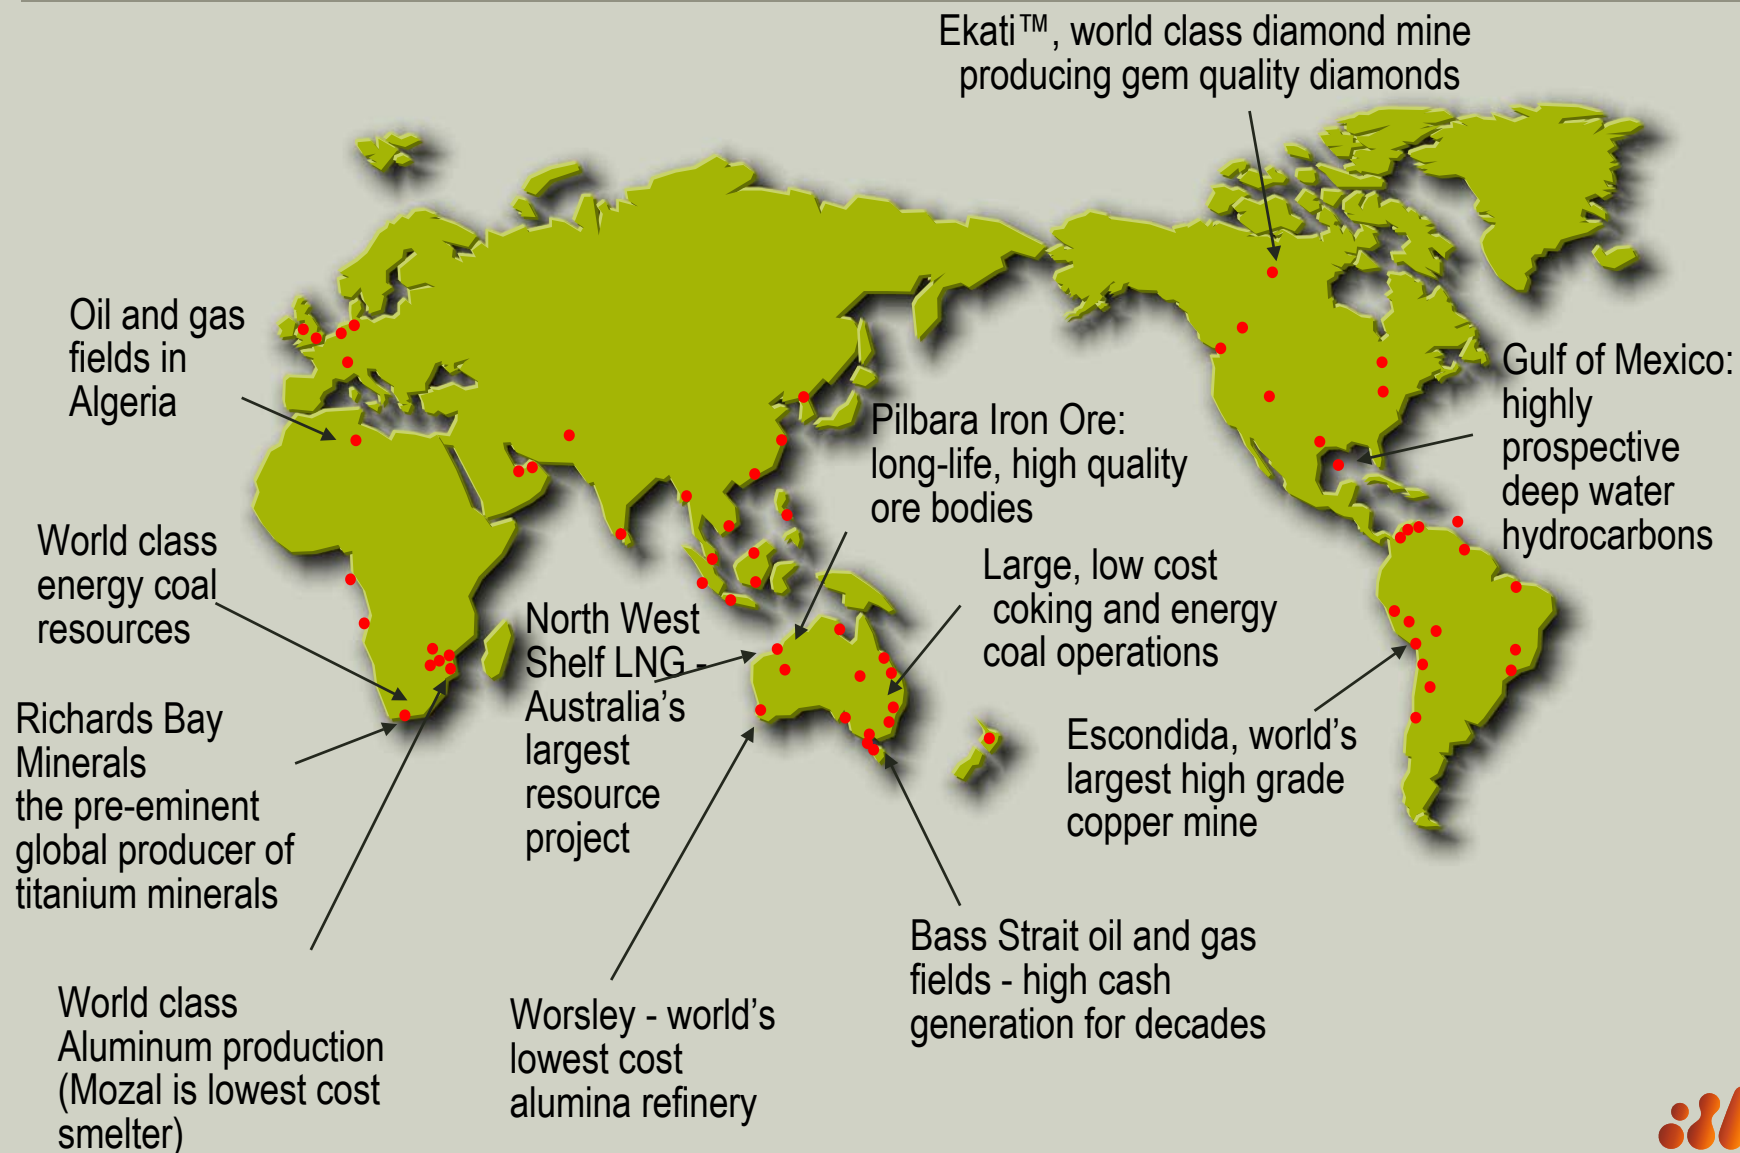 Ekati™, world class diamond mine
producing gem quality diamonds
Oil and gas
fields in
Algeria
Gulf of Mexico:
highly
prospective
deep water
hydrocarbons
Pilbara Iron Ore:
long-life, high quality
ore bodies
World class
energy coal
resources
Large, low cost
coking and energy
coal operations
North West
Shelf LNG -
Australia’s
largest
resource
project
Richards Bay
Minerals
the pre-eminent
global producer of
titanium minerals
Escondida, world’s
largest high grade
copper mine
Bass Strait oil and gas
fields - high cash
generation for decades
World class
Aluminum production
(Mozal is lowest cost
smelter)
Worsley - world’s
lowest cost
alumina refinery